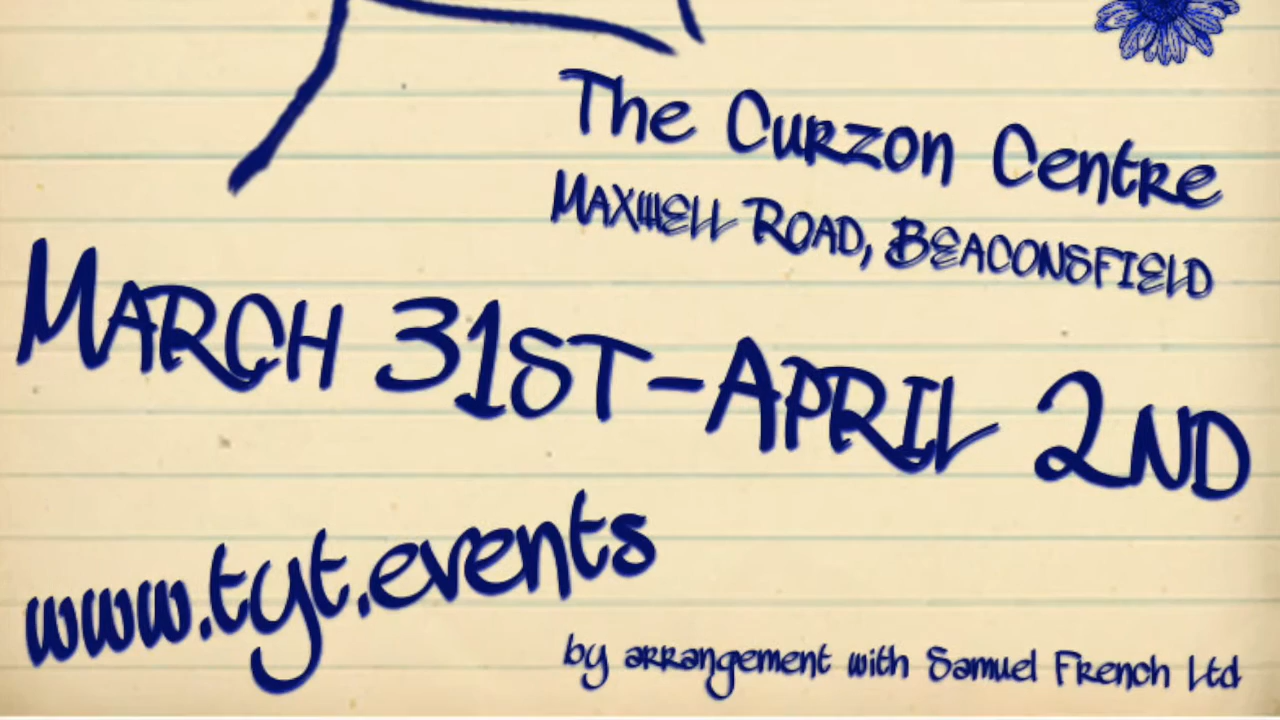 The Curzon Centre
Maxwell Road, Beaconsfield
March 31st-April 2nd
www.tyt.events
by arrangement with Samuel French Ltd